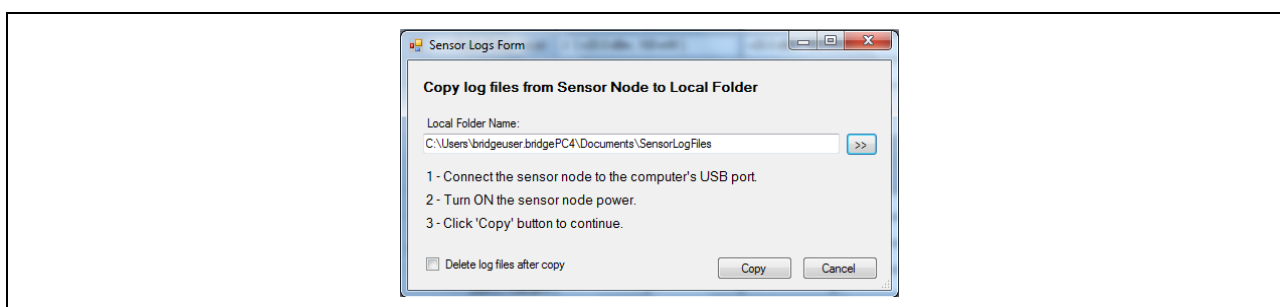 Sensor Logs Form
Copy log files from Sensor Node to Local Folder
Local Folder Name:
C:\Users\bridgeuser.bridgePC4\Documents\SensorLogFiles
>>
1 - Connect the sensor node to the computer's USB port.
2 - Turn ON the sensor node power.
3 - Click 'Copy' button to continue.
Delete log files after copy
Copy
Cancel